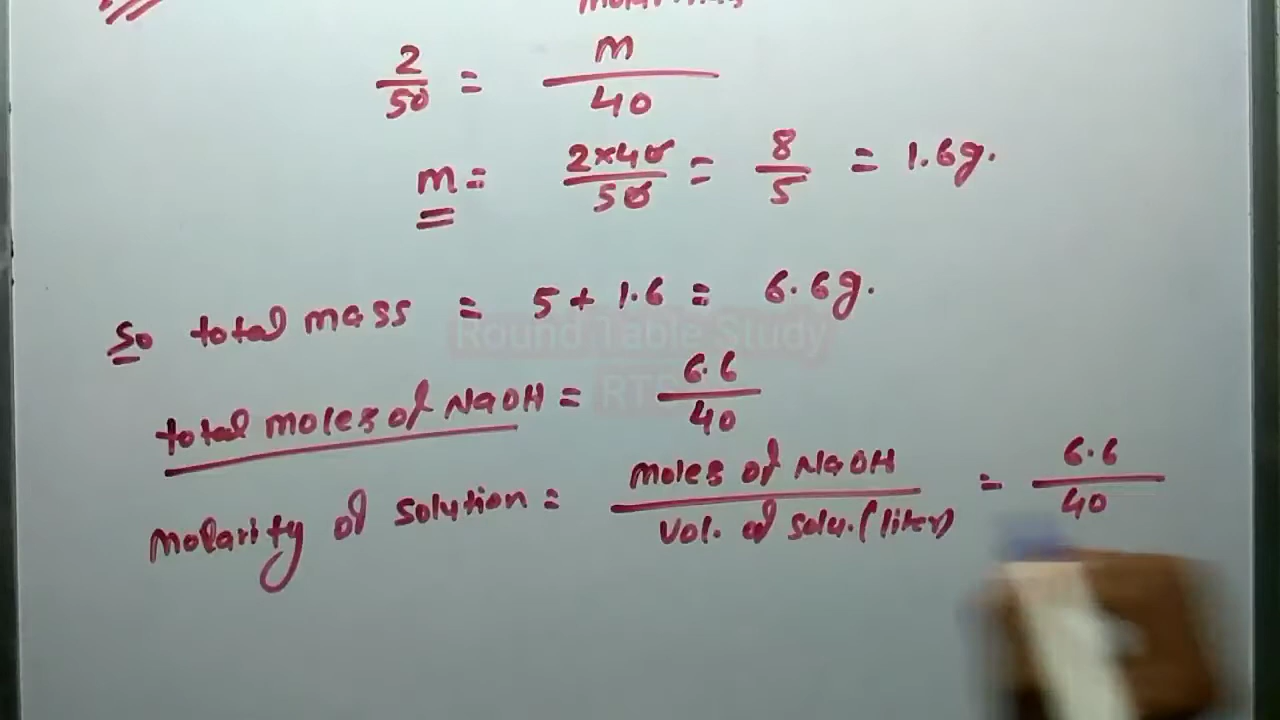 2/50 = m/40
m = 2×40/50 = 8/5 = 1.6g.
So total mass = 5 + 1.6 = 6.6g.
Round Table Study
RTS
total moles of NaOH = 6.6/40
molarity of solution = moles of NaOH/Vol. of solu.(liter) = 6.6/40